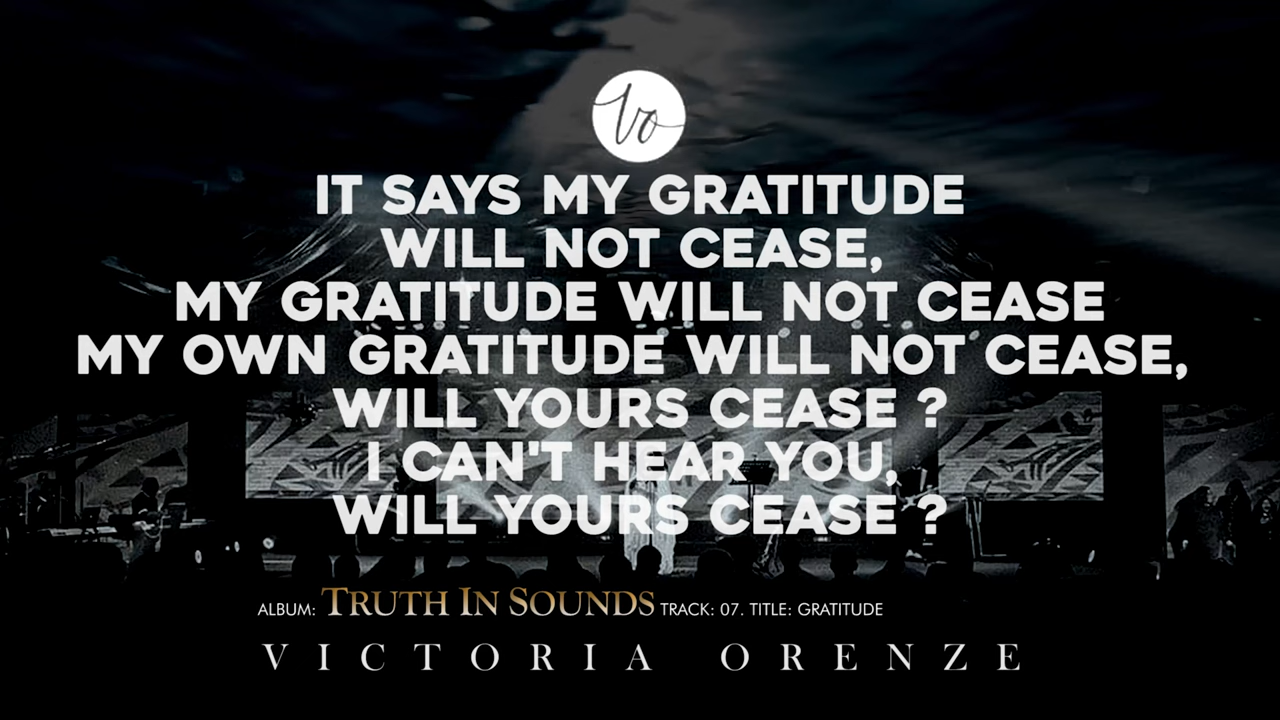 vo
IT SAYS MY GRATITUDE
WILL NOT CEASE,
MY GRATITUDE WILL NOT CEASE
MY OWN GRATITUDE WILL NOT CEASE,
WILL YOURS CEASE ?
I CAN'T HEAR YOU,
WILL YOURS CEASE ?
ALBUM: TRUTH IN SOUNDS TRACK: 07. TITLE: GRATITUDE
VICTORIA ORENZE